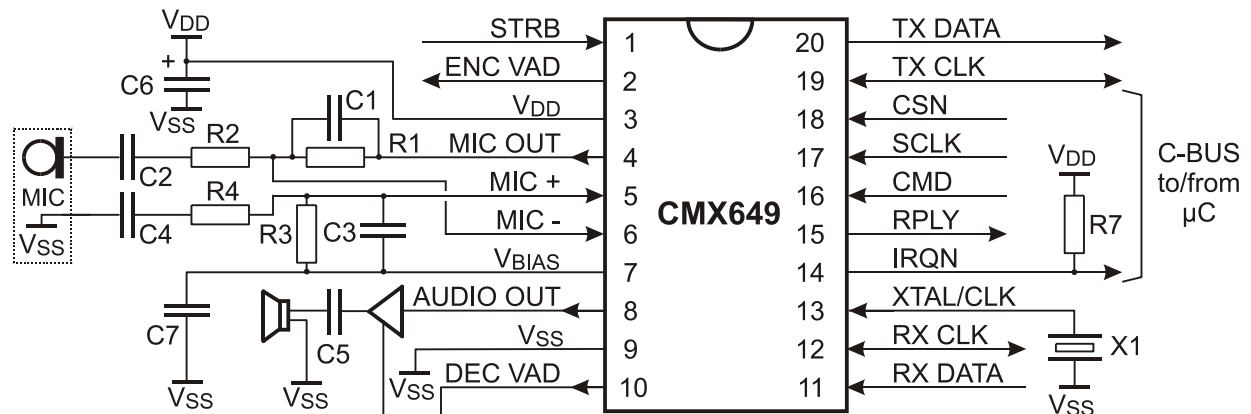 VDD
+
C6
VSS
MIC
VSS
C2
R2
C1
R1
C4
R4
R3
C3
C7
VSS
VSS
C5
VSS
STRB
ENC VAD
VDD
MIC OUT
MIC +
MIC -
VBIAS
AUDIO OUT
VSS
DEC VAD
1
2
3
4
5
6
7
8
9
10
CMX649
20
19
18
17
16
15
14
13
12
11
TX DATA
TX CLK
CSN
SCLK
CMD
RPLY
IRQN
XTAL/CLK
RX CLK
RX DATA
VDD
R7
X1
VSS
C-BUS
to/from
µC